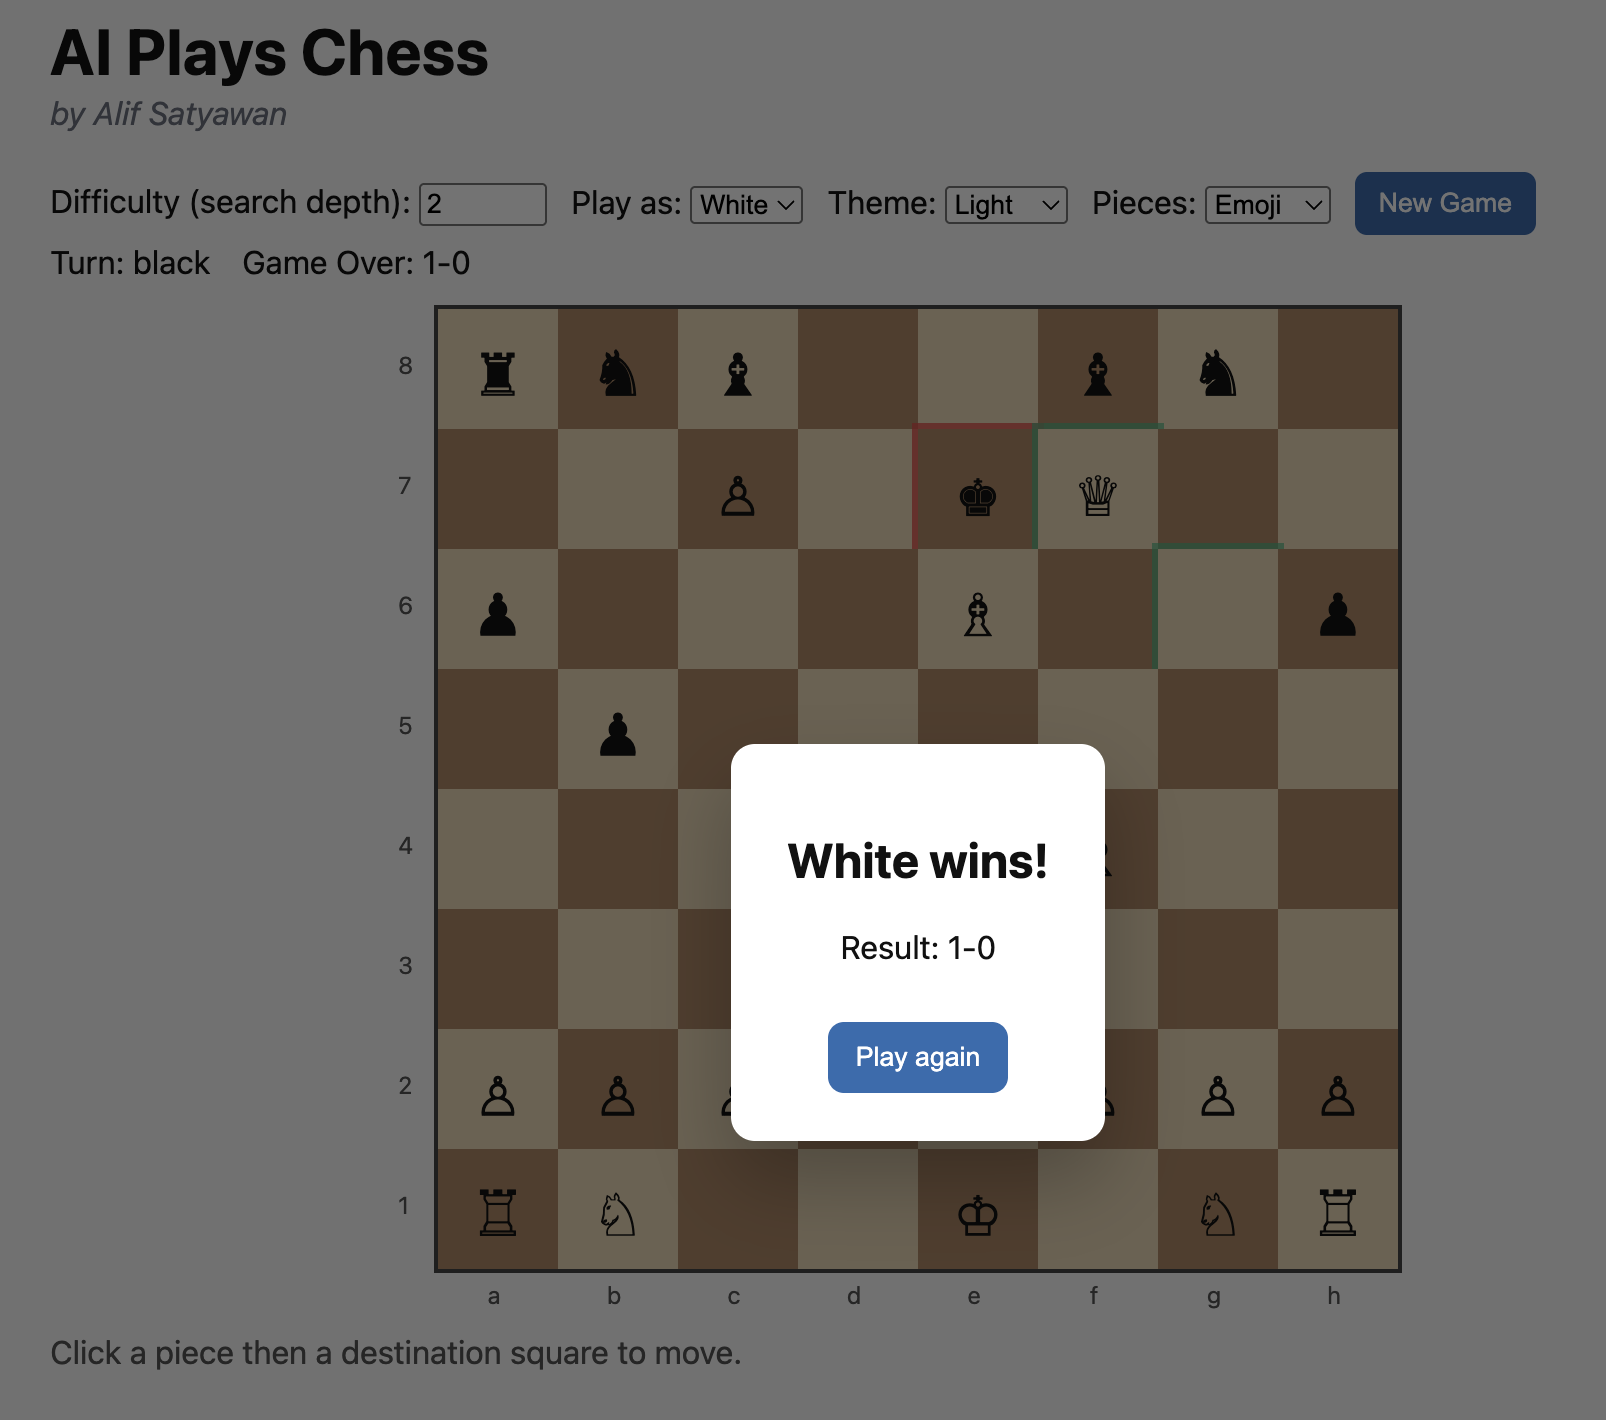 AI Plays Chess
by Alif Satyawan
Difficulty (search depth): 2 Play as: White Theme: Light Pieces: Emoji New Game
Turn: black Game Over: 1-0
8
7
6
5
4
White wins!
3
Result: 1-0
Play again
2
1
a b c d e f g h
Click a piece then a destination square to move.